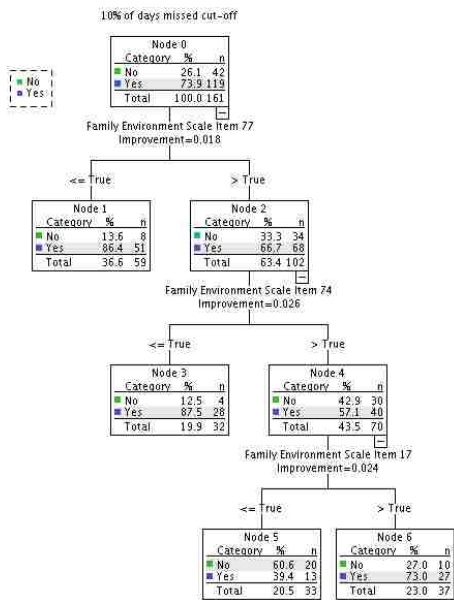 10% of days missed cut-off
No
Yes
Node 0
Category % n
No 26.1 42
Yes 73.9 119
Total 100.0 161
Family Environment Scale Item 77
Improvement=0.018
<= True
> True
Node 1
Category % n
No 13.6 8
Yes 86.4 51
Total 36.6 59
Node 2
Category % n
No 33.3 34
Yes 66.7 68
Total 63.4 102
Family Environment Scale Item 74
Improvement=0.026
<= True
> True
Node 3
Category % n
No 12.5 4
Yes 87.5 28
Total 19.9 32
Node 4
Category % n
No 42.9 30
Yes 57.1 40
Total 43.5 70
Family Environment Scale Item 17
Improvement=0.024
<= True
> True
Node 5
Category % n
No 60.6 20
Yes 39.4 13
Total 20.5 33
Node 6
Category % n
No 27.0 10
Yes 73.0 27
Total 23.0 37